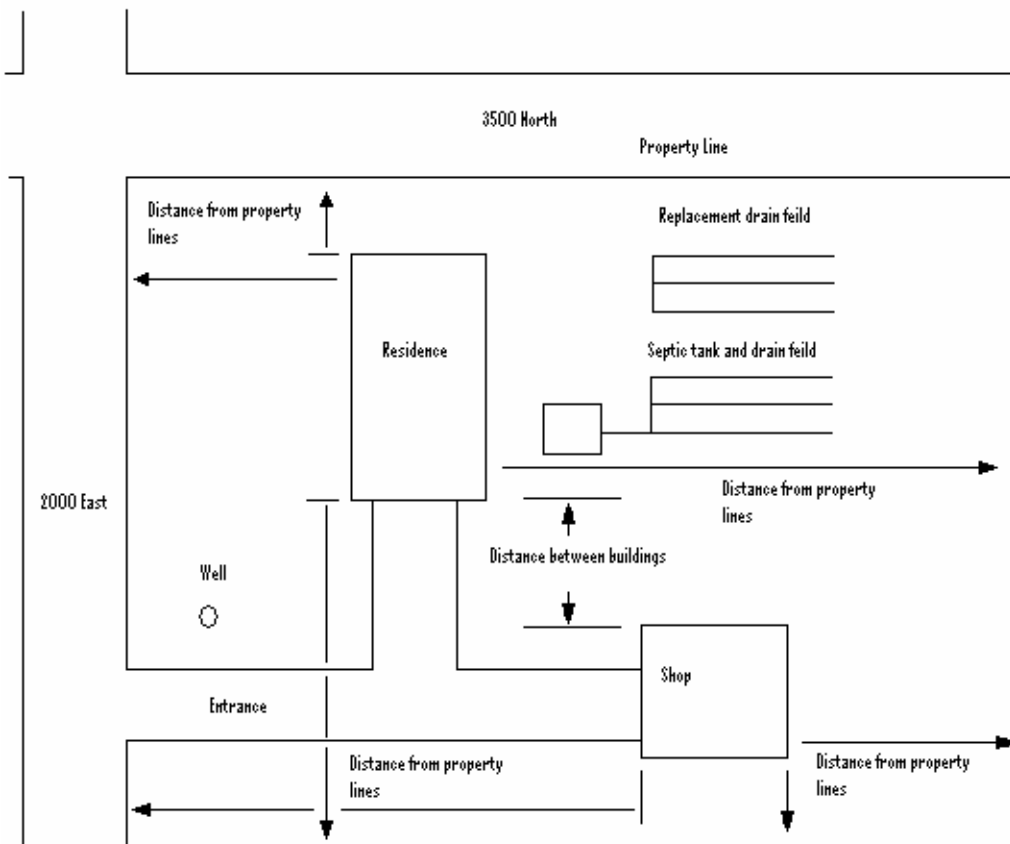 3500 North
Property Line
Distance from property
lines
Replacement drain feild
Residence
Septic tank and drain feild
2000 East
Distance from property
lines
Distance between buildings
Well
Shop
Entrance
Distance from property
lines
Distance from property
lines